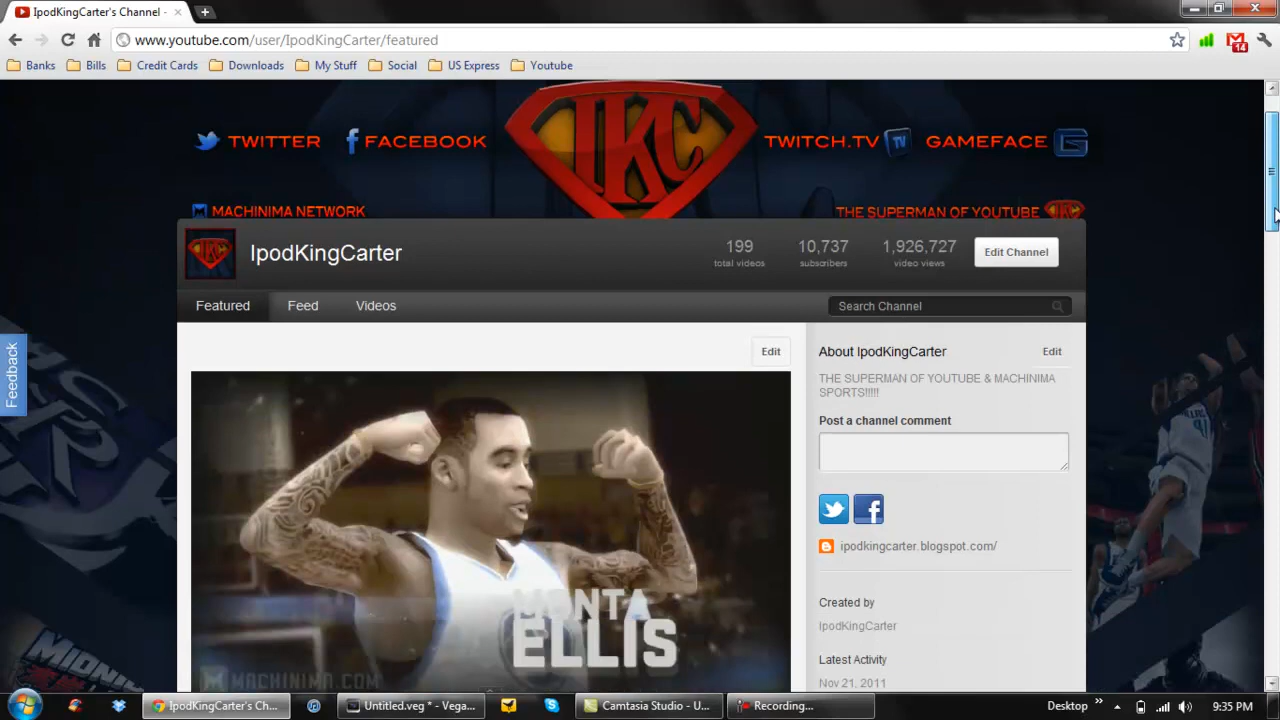 IpodKingCarter's Channel -
www.youtube.com/user/IpodKingCarter/featured
14
Banks Bills Credit Cards Downloads My Stuff Social US Express Youtube
TWITTER FACEBOOK IKC TWITCH.TV TV GAMEFACE G
MACHINIMA NETWORK THE SUPERMAN OF YOUTUBE
IKC IpodKingCarter 199 10,737 1,926,727 Edit Channel
total videos subscribers video views
Featured Feed Videos Search Channel
Feedback
Edit
About IpodKingCarter Edit
THE SUPERMAN OF YOUTUBE & MACHINIMA
SPORTS!!!!!
Post a channel comment
ipodkingcarter.blogspot.com/
Created by
IpodKingCarter
Latest Activity
Nov 21, 2011
MONTA
ELLIS
MACHINIMA.COM
IpodKingCarter's Ch... Untitled.veg * - Vega... Camtasia Studio - U... Recording... Desktop 9:35 PM